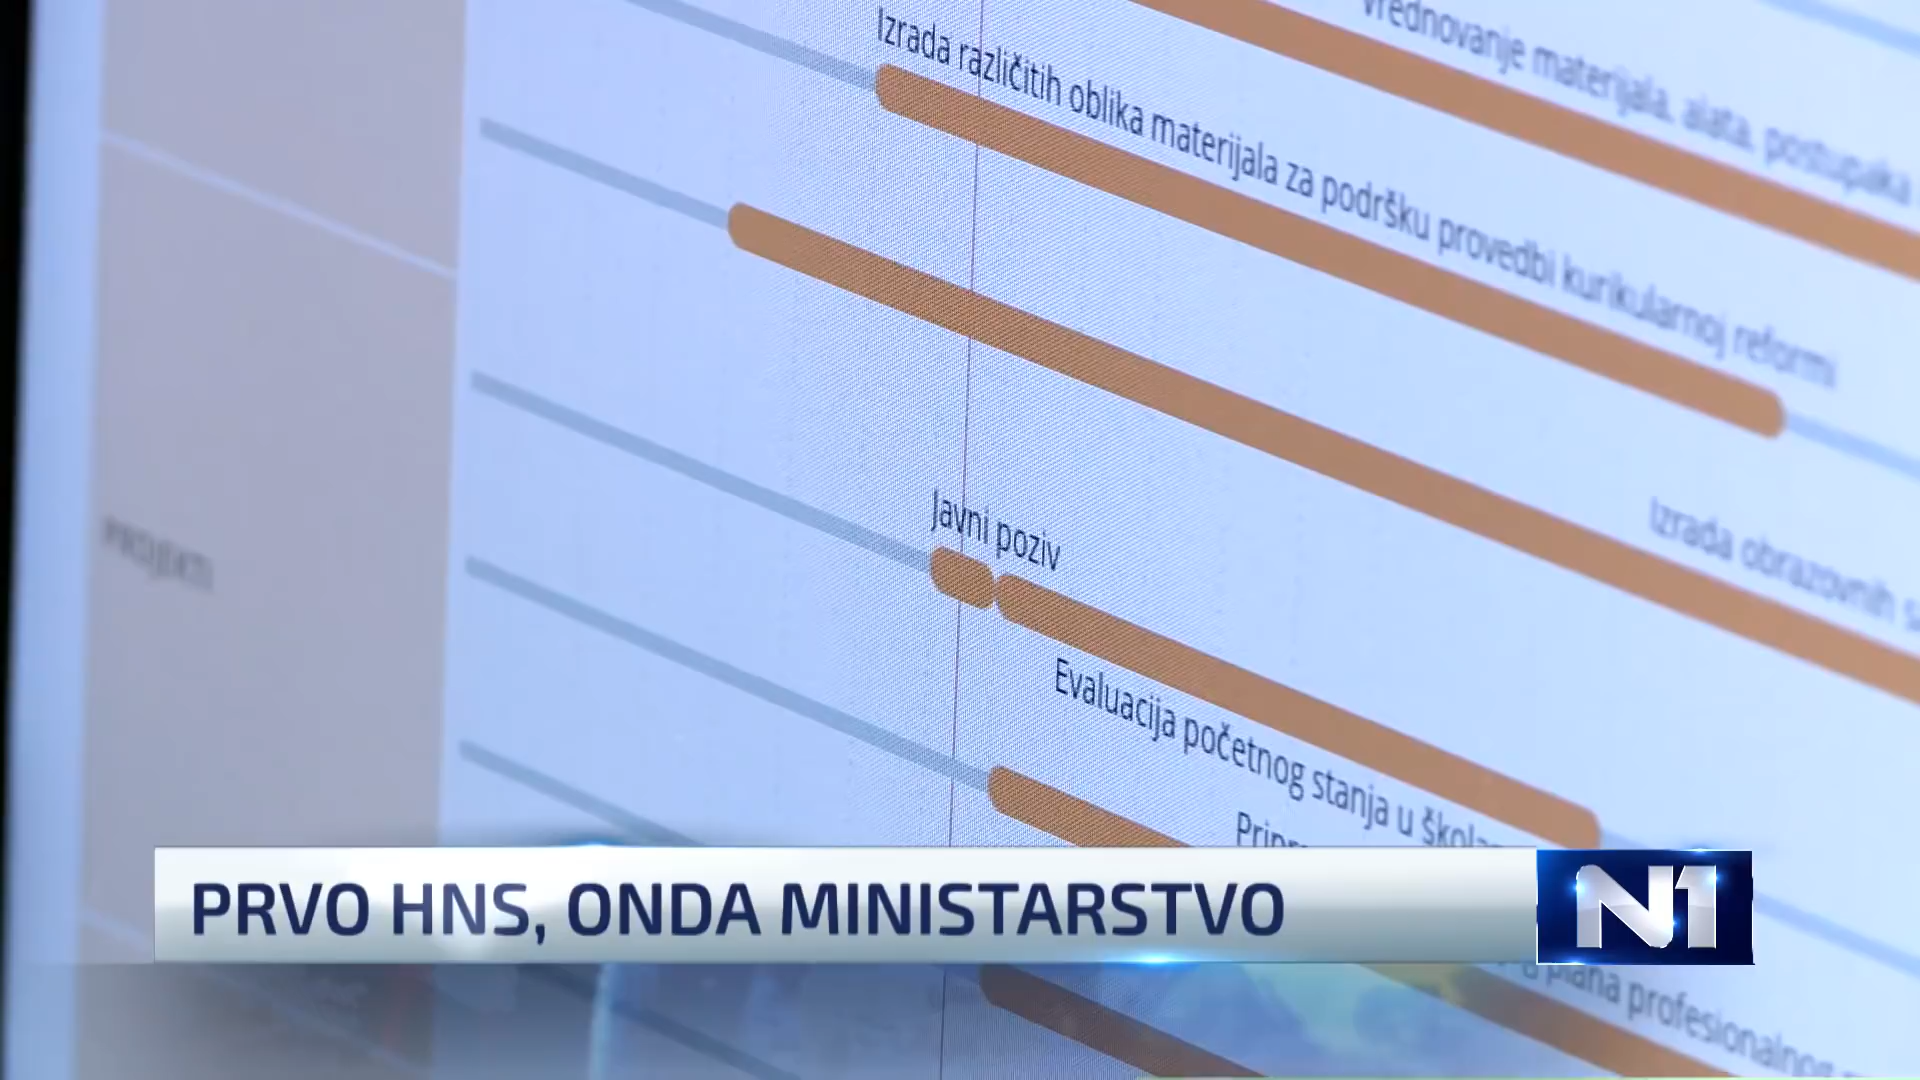 vrednovanje materijala, alata, postupaka
Izrada različitih oblika materijala za podršku provedbi kurikularnoj reformi
Izrada obrazovnih
PROJEKTI
Javni poziv
Evaluacija početnog stanja u
plana profesionalnog
PRVO HNS, ONDA MINISTARSTVO
N1